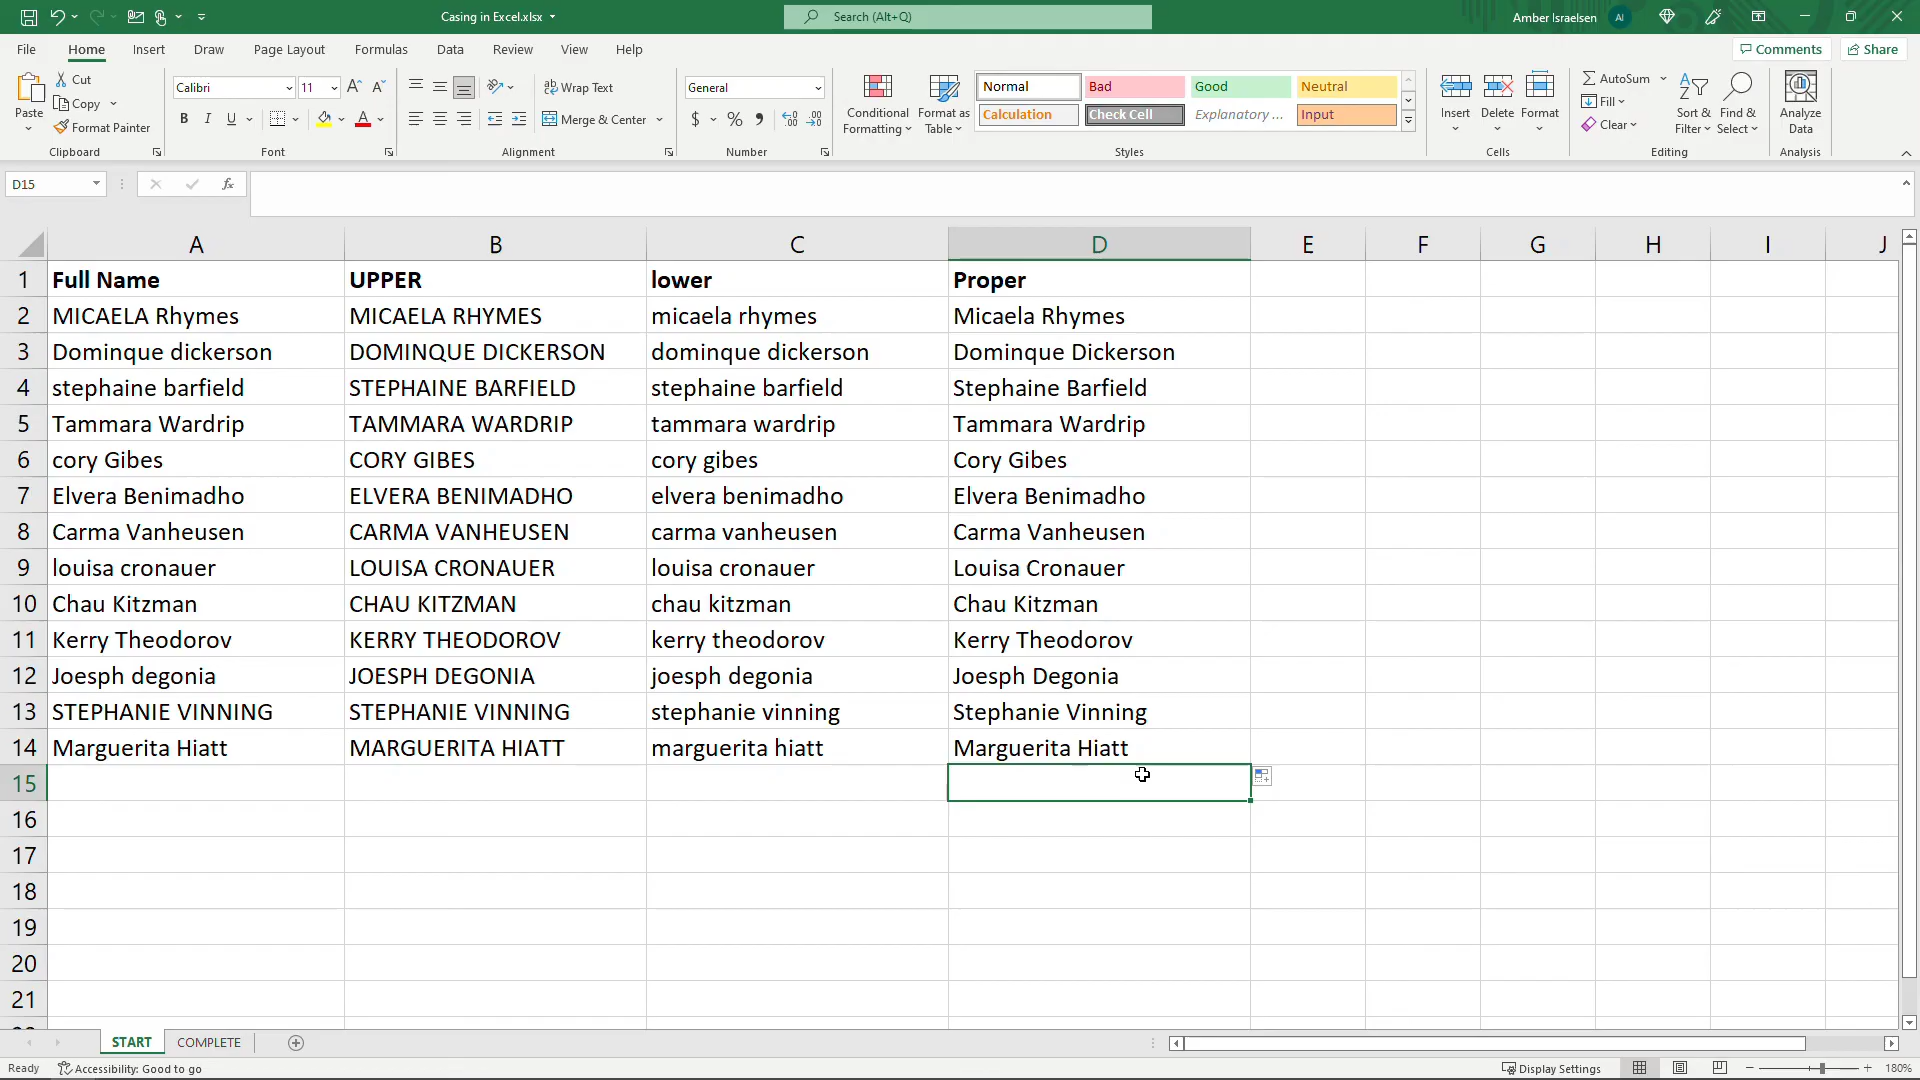 Casing in Excel.xlsx
Search (Alt+Q)
Amber Israelsen
AI
File Home Insert Draw Page Layout Formulas Data Review View Help
Comments Share
Paste
Cut
Copy
Format Painter
Clipboard
Calibri 11
B I U
Font
Wrap Text
Merge & Center
Alignment
General
$ % 9
Number
Conditional Formatting
Format as Table
Normal Bad Good Neutral
Calculation Check Cell Explanatory ... Input
Styles
Insert Delete Format
Cells
AutoSum
Fill
Clear
Sort & Filter
Find & Select
Editing
Analyze Data
Analysis
D15
fx
A B C D E F G H I J
1 Full Name UPPER lower Proper
2 MICAELA Rhymes MICAELA RHYMES micaela rhymes Micaela Rhymes
3 Dominque dickerson DOMINQUE DICKERSON dominque dickerson Dominque Dickerson
4 stephaine barfield STEPHAINE BARFIELD stephaine barfield Stephaine Barfield
5 Tammara Wardrip TAMMARA WARDRIP tammara wardrip Tammara Wardrip
6 cory Gibes CORY GIBES cory gibes Cory Gibes
7 Elvera Benimadho ELVERA BENIMADHO elvera benimadho Elvera Benimadho
8 Carma Vanheusen CARMA VANHEUSEN carma vanheusen Carma Vanheusen
9 louisa cronauer LOUISA CRONAUER louisa cronauer Louisa Cronauer
10 Chau Kitzman CHAU KITZMAN chau kitzman Chau Kitzman
11 Kerry Theodorov KERRY THEODOROV kerry theodorov Kerry Theodorov
12 Joesph degonia JOESPH DEGONIA joesph degonia Joesph Degonia
13 STEPHANIE VINNING STEPHANIE VINNING stephanie vinning Stephanie Vinning
14 Marguerita Hiatt MARGUERITA HIATT marguerita hiatt Marguerita Hiatt
15
16
17
18
19
20
21
START COMPLETE
Ready Accessibility: Good to go
Display Settings
180%